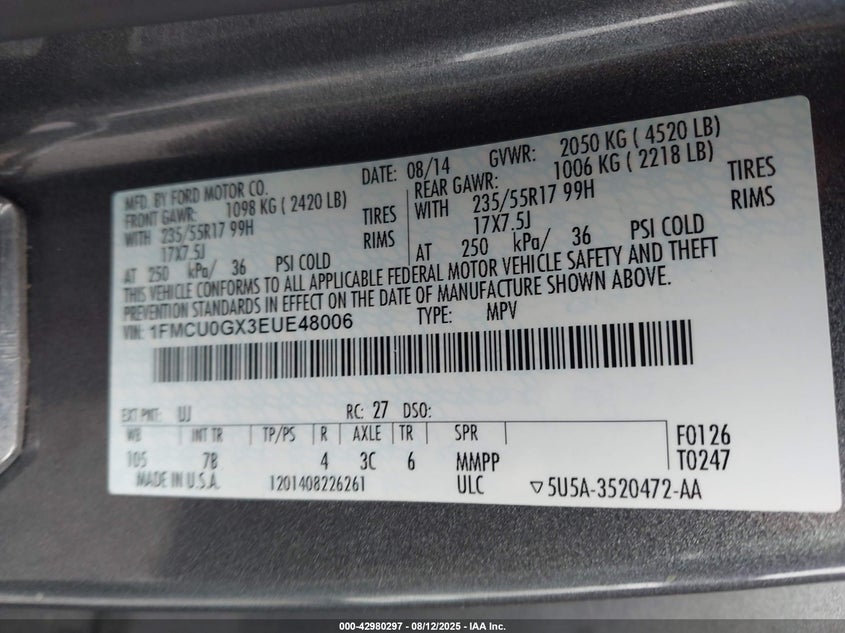 MFD. BY FORD MOTOR CO. DATE: 08/14 GVWR: 2050 KG ( 4520 LB)
FRONT GAWR: 1098 KG ( 2420 LB) REAR GAWR: 1006 KG ( 2218 LB)
WITH 235/55R17 99H TIRES WITH 235/55R17 99H TIRES
17X7.5J RIMS 17X7.5J RIMS
AT 250 kPa/ 36 PSI COLD AT 250 kPa/ 36 PSI COLD
THIS VEHICLE CONFORMS TO ALL APPLICABLE FEDERAL MOTOR VEHICLE SAFETY AND THEFT
PREVENTION STANDARDS IN EFFECT ON THE DATE OF MANUFACTURE SHOWN ABOVE.
VIN: 1FMCU0GX3EUE48006 TYPE: MPV
EXT PNT: UJ RC: 27 DSO:
WB INT TR TP/PS R AXLE TR SPR F0126
105 7B 4 3C 6 MMPP T0247
MADE IN U.S.A. 1201408226261 ULC ▽5U5A-3520472-AA
000-42980297 - 08/12/2025 - IAA Inc.